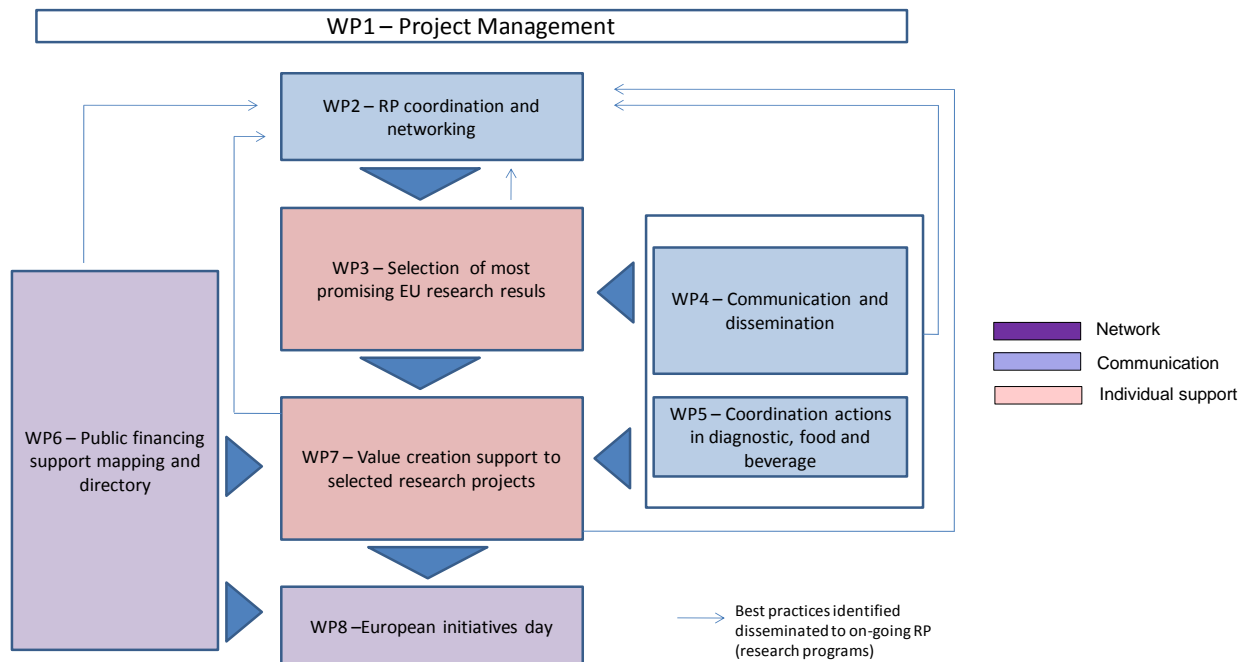 WP1 – Project Management
WP2 – RP coordination and
networking
WP3 – Selection of most
promising EU research resuls
WP4 – Communication and
dissemination
Network
Communication
Individual support
WP6 – Public financing
support mapping and
directory
WP7 – Value creation support to
selected research projects
WP5 – Coordination actions
in diagnostic, food and
beverage
WP8 –European initiatives day
Best practices identified
disseminated to on-going RP
(research programs)